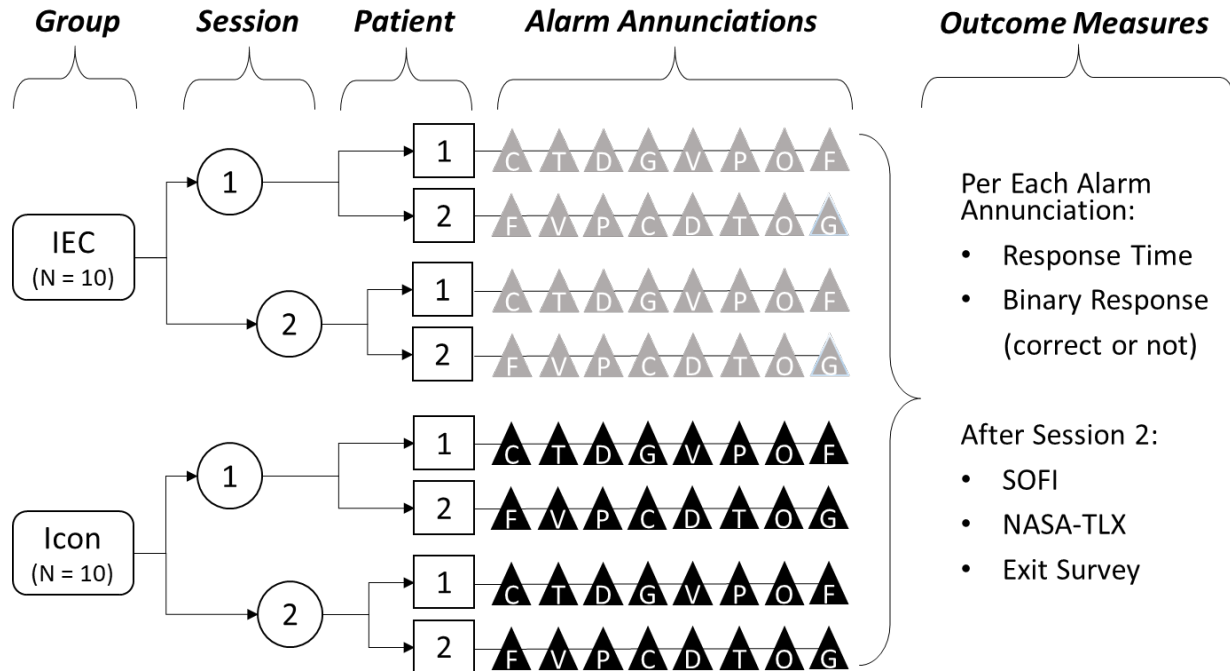 Group Session Patient Alarm Annunciations Outcome Measures
IEC
(N = 10)
1
1
C T D G V P O F
2
F V P C D T O G
2
1
C T D G V P O F
2
F V P C D T O G
Icon
(N = 10)
1
1
C T D G V P O F
2
F V P C D T O G
2
1
C T D G V P O F
2
F V P C D T O G
Per Each Alarm
Annunciation:
• Response Time
• Binary Response
(correct or not)
After Session 2:
• SOFI
• NASA-TLX
• Exit Survey